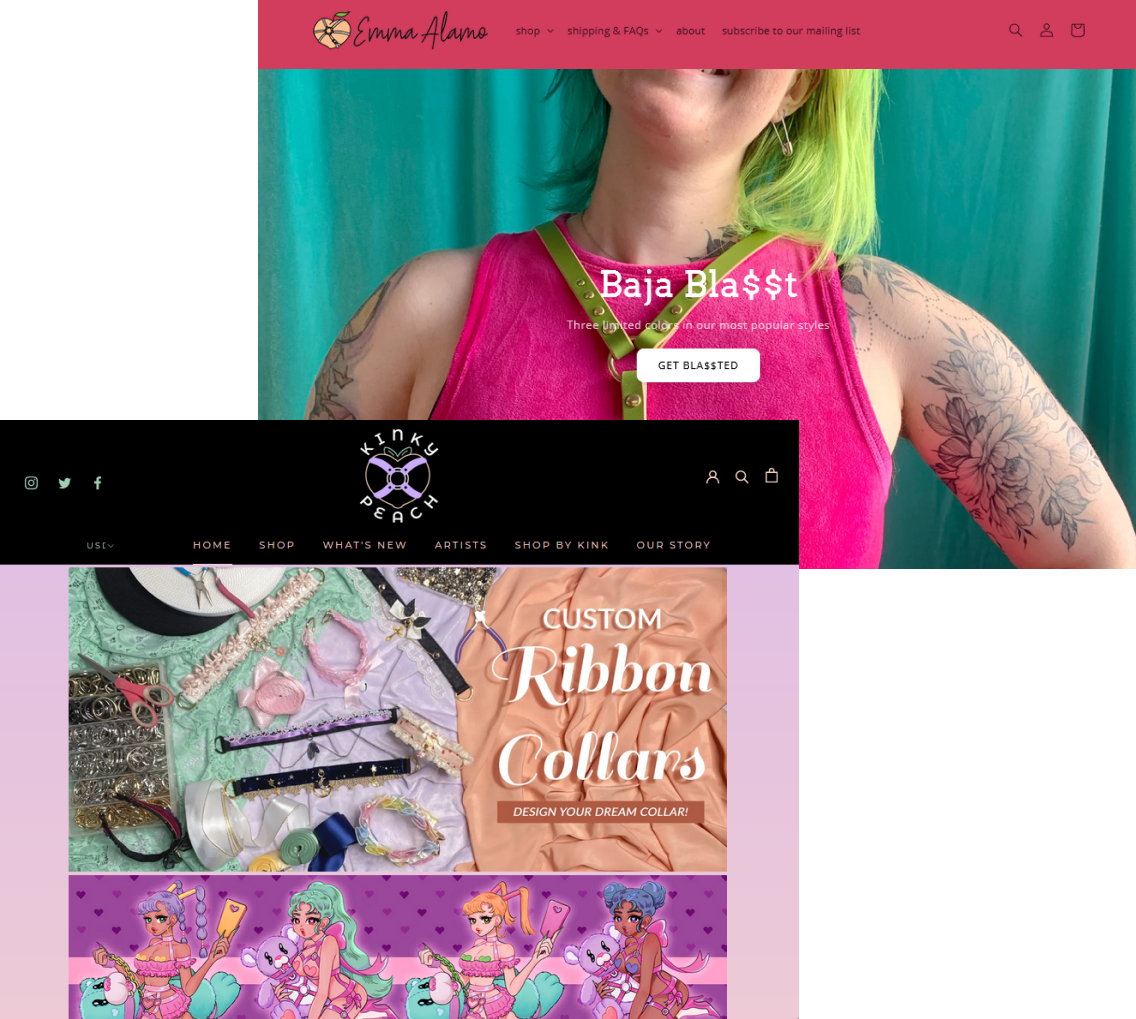 Emma Alamo
shop shipping & FAQs about subscribe to our mailing list
Baja Bla$$t
Three limited colors in our most popular styles
GET BLA$$TED
KINKY
PEACH
USD
HOME SHOP WHAT'S NEW ARTISTS SHOP BY KINK OUR STORY
CUSTOM
Ribbon
Collars
DESIGN YOUR DREAM COLLAR!